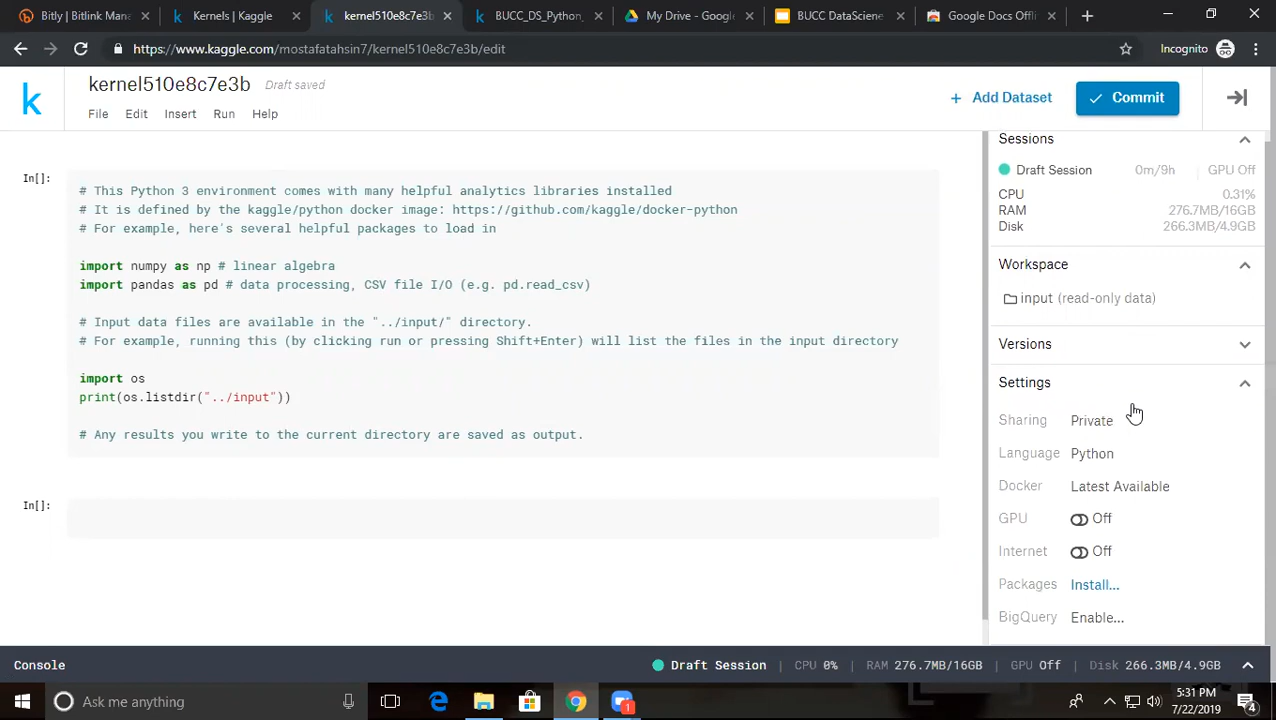 Bitly | Bitlink Mana
Kernels | Kaggle
kernel510e8c7e3b
BUCC_DS_Python_
My Drive - Google
BUCC DataScience
Google Docs Offli
https://www.kaggle.com/mostafatahsin7/kernel510e8c7e3b/edit
Incognito
k
kernel510e8c7e3b Draft saved
File Edit Insert Run Help
+ Add Dataset
Commit
Sessions
Draft Session 0m/9h GPU Off
CPU 0.31%
RAM 276.7MB/16GB
Disk 266.3MB/4.9GB
Workspace
input (read-only data)
Versions
Settings
Sharing Private
Language Python
Docker Latest Available
GPU Off
Internet Off
Packages Install...
BigQuery Enable...
In[]:
# This Python 3 environment comes with many helpful analytics libraries installed
# It is defined by the kaggle/python docker image: https://github.com/kaggle/docker-python
# For example, here's several helpful packages to load in
import numpy as np # linear algebra
import pandas as pd # data processing, CSV file I/O (e.g. pd.read_csv)
# Input data files are available in the "../input/" directory.
# For example, running this (by clicking run or pressing Shift+Enter) will list the files in the input directory
import os
print(os.listdir("../input"))
# Any results you write to the current directory are saved as output.
In[]:
Console
Draft Session CPU 0% RAM 276.7MB/16GB GPU Off Disk 266.3MB/4.9GB
Ask me anything
1
5:31 PM
7/22/2019
4